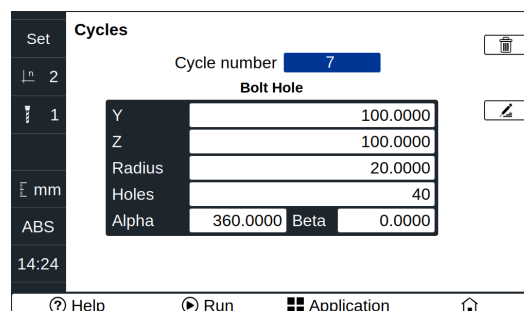 Set
Cycles
Cycle number 7
Bolt Hole
n 2
1
Y 100.0000
Z 100.0000
Radius 20.0000
Holes 40
Alpha 360.0000 Beta 0.0000
mm
ABS
14:24
Help Run Application